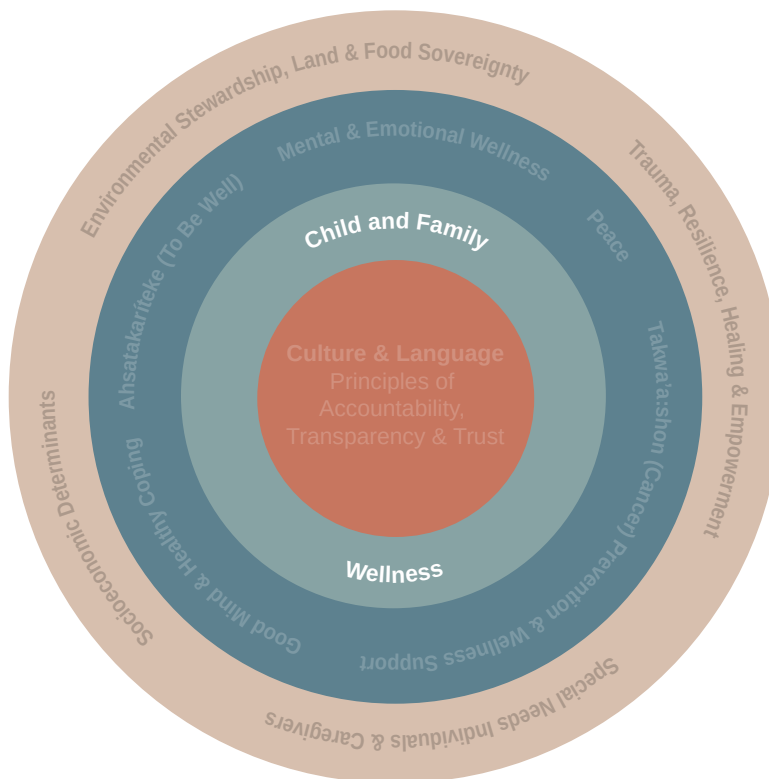 Environmental Stewardship, Land & Food Sovereignty
Trauma, Resilience, Healing & Empowerment
Special Needs Individuals & Caregivers
Socioeconomic Determinants
Mental & Emotional Wellness
Peace
Takwa'a:shon (Cancer) Prevention & Wellness Support
Good Mind & Healthy Coping
Ahsatakaríteke (To Be Well)
Child and Family
Wellness
Culture & Language
Principles of
Accountability,
Transparency & Trust